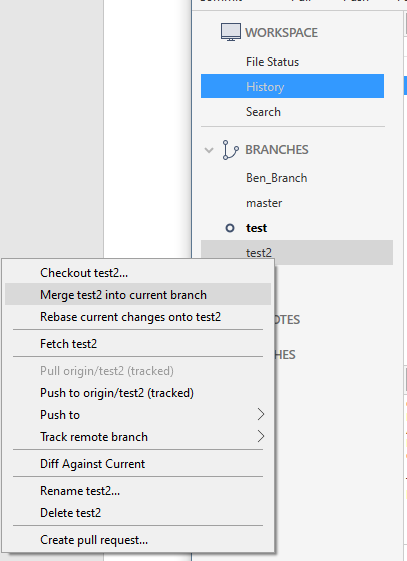 WORKSPACE
File Status
History
Search
BRANCHES
Ben_Branch
master
test
test2
Checkout test2...
Merge test2 into current branch
Rebase current changes onto test2
Fetch test2
Pull origin/test2 (tracked)
Push to origin/test2 (tracked)
Push to
Track remote branch
Diff Against Current
Rename test2...
Delete test2
Create pull request...